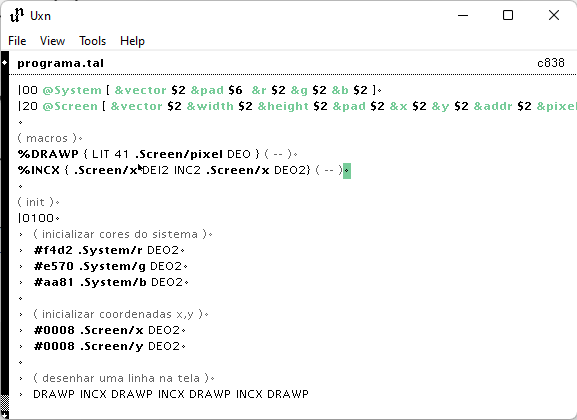 Uxn
File View Tools Help
programa.tal c838
|00 @System [ &vector $2 &pad $6 &r $2 &g $2 &b $2 ]
|20 @Screen [ &vector $2 &width $2 &height $2 &pad $2 &x $2 &y $2 &addr $2 &pixel
( macros )
%DRAWP { LIT 41 .Screen/pixel DEO } ( -- )
%INCX { .Screen/x DEI2 INC2 .Screen/x DEO2} ( -- )
( init )
|0100
( inicializar cores do sistema )
#f4d2 .System/r DEO2
#e570 .System/g DEO2
#aa81 .System/b DEO2
( inicializar coordenadas x,y )
#0008 .Screen/x DEO2
#0008 .Screen/y DEO2
( desenhar uma linha na tela )
DRAWP INCX DRAWP INCX DRAWP INCX DRAWP